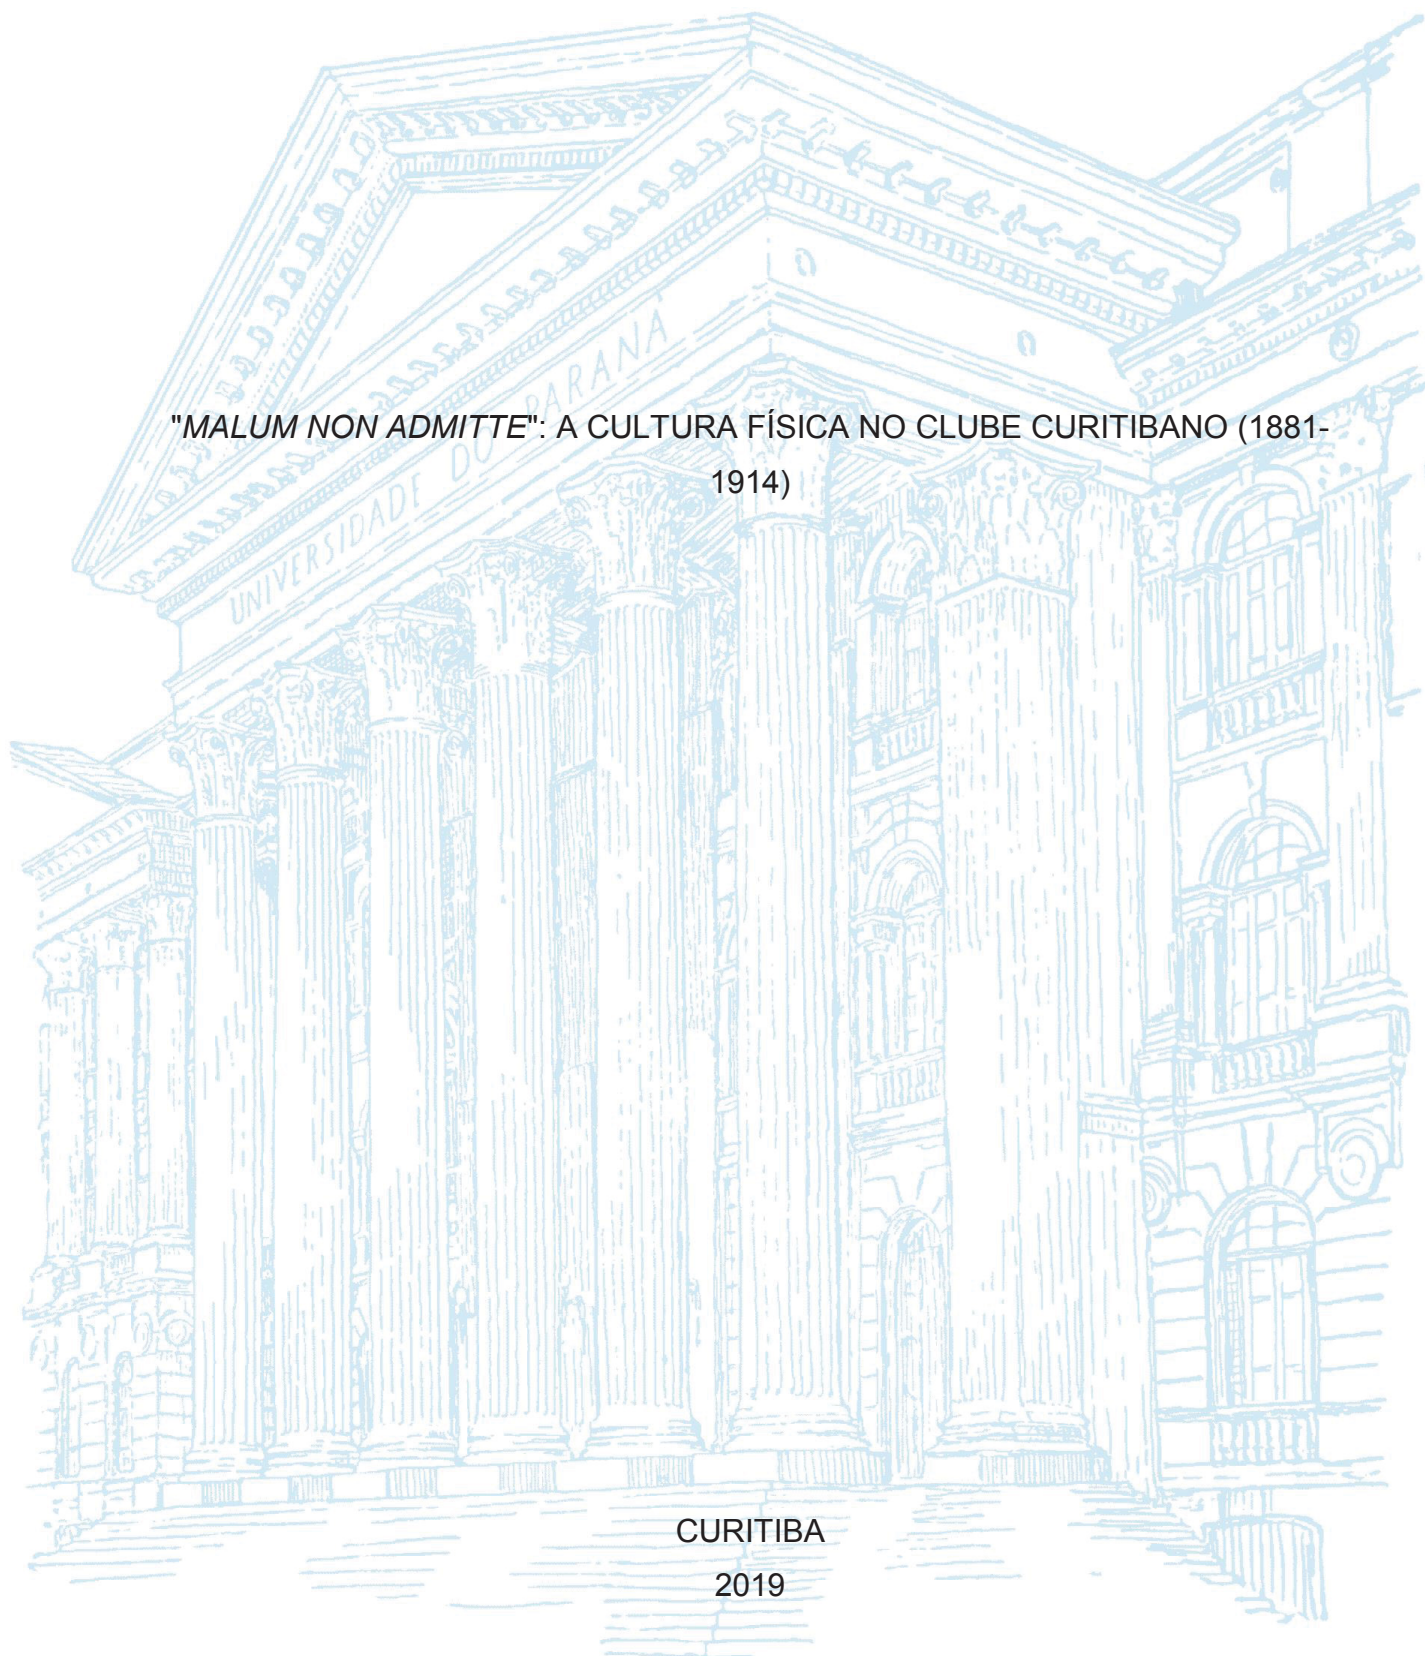 UNIVERSIDADE DO PARANÁ
"MALUM NON ADMITTE": A CULTURA FÍSICA NO CLUBE CURITIBANO (1881-
1914)
CURITIBA
2019